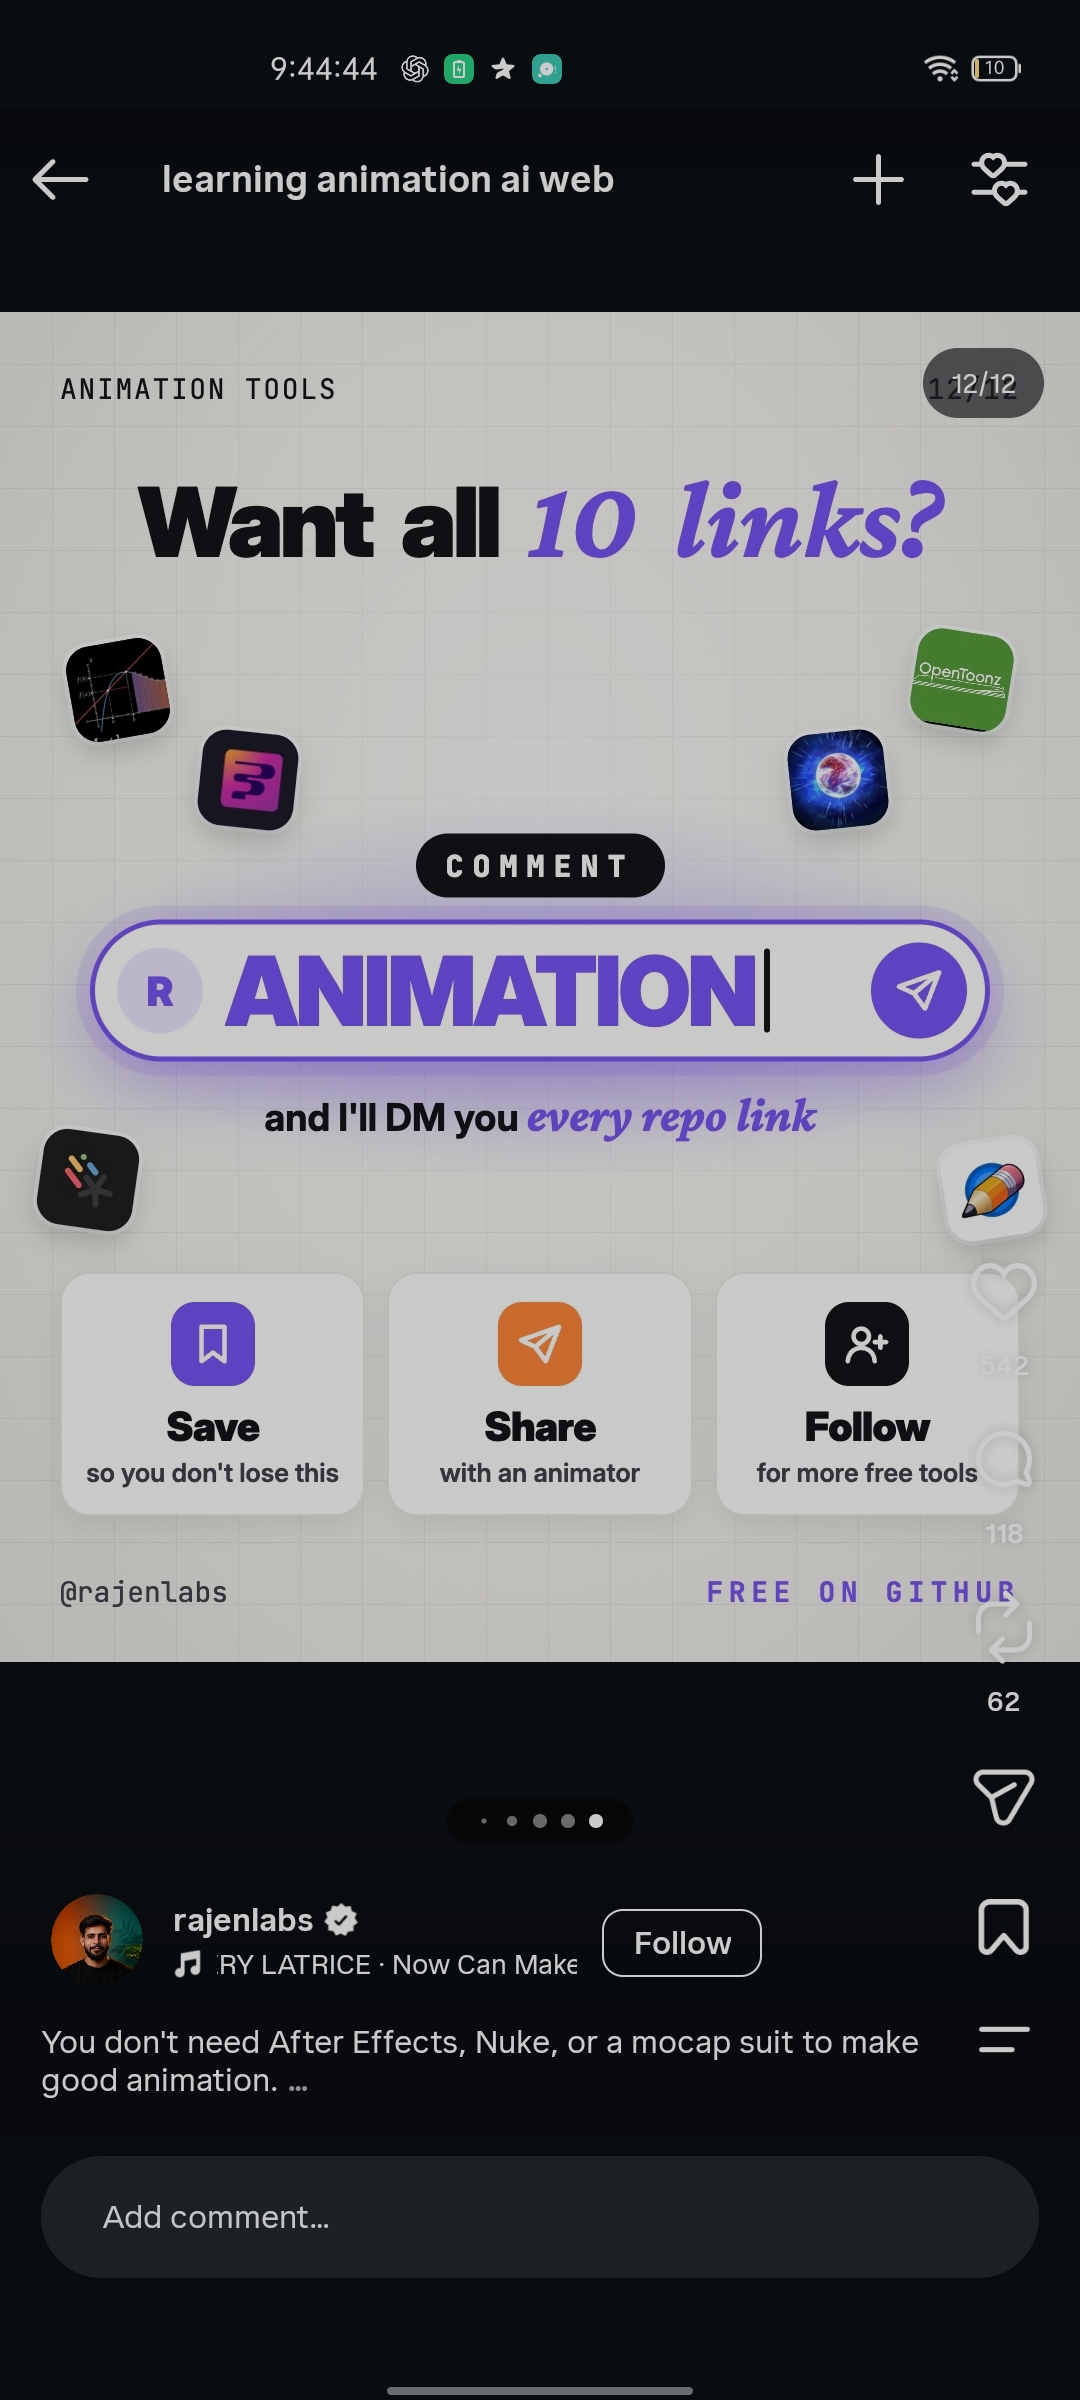 9:44:44
10
learning animation ai web
ANIMATION TOOLS
12/12
Want all 10 links?
OpenToonz
COMMENT
R
ANIMATION
and I'll DM you every repo link
Save
so you don't lose this
Share
with an animator
Follow
for more free tools
542
118
@rajenlabs
FREE ON GITHUB
62
rajenlabs
RY LATRICE · Now Can Make
Follow
You don't need After Effects, Nuke, or a mocap suit to make
good animation. ...
Add comment...